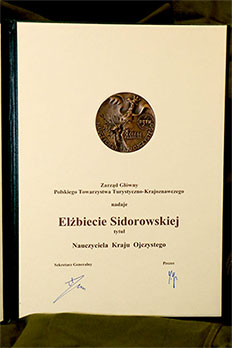 Zarząd Główny
Polskiego Towarzystwa Turystyczno-Krajoznawczego
nadaje
Elżbiecie Sidorowskiej
tytuł
Nauczyciela Kraju Ojczystego
Sekretarz Generalny Prezes